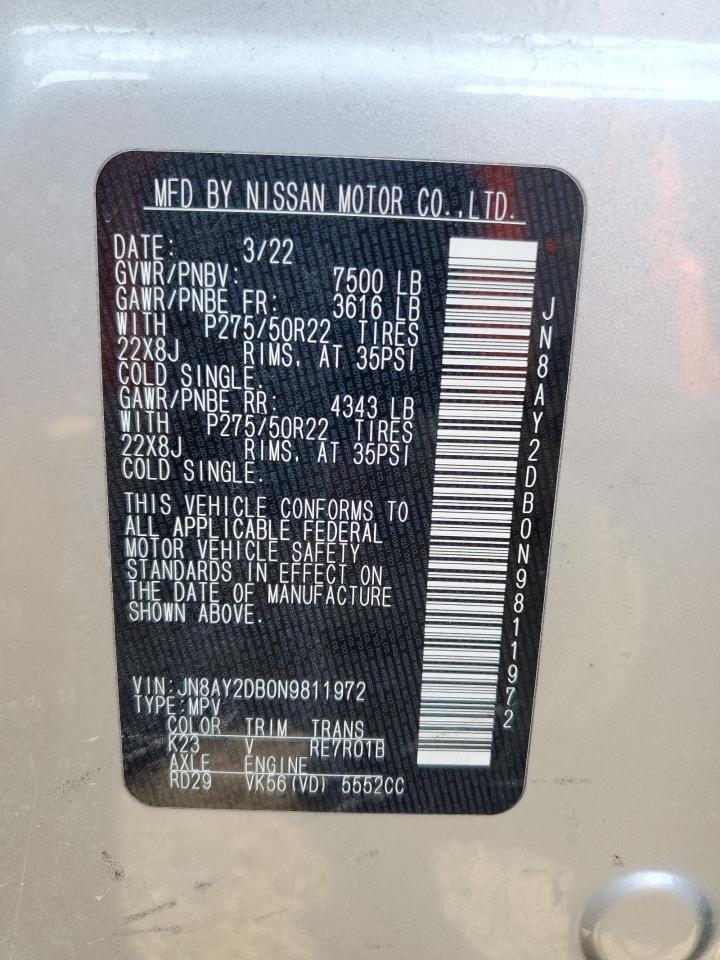 MFD BY NISSAN MOTOR CO.,LTD.
DATE: 3/22
GVWR/PNBV: 7500 LB
GAWR/PNBE FR: 3616 LB
WITH P275/50R22 TIRES
22X8J RIMS, AT 35PSI
COLD SINGLE.
GAWR/PNBE RR: 4343 LB
WITH P275/50R22 TIRES
22X8J RIMS, AT 35PSI
COLD SINGLE.
THIS VEHICLE CONFORMS TO
ALL APPLICABLE FEDERAL
MOTOR VEHICLE SAFETY
STANDARDS IN EFFECT ON
THE DATE OF MANUFACTURE
SHOWN ABOVE.
VIN:JN8AY2DB0N9811972
TYPE:MPV
COLOR TRIM TRANS
K23 V RE7R01B
AXLE ENGINE
RD29 VK56(VD) 5552CC
JN8AY2DB0N9811972